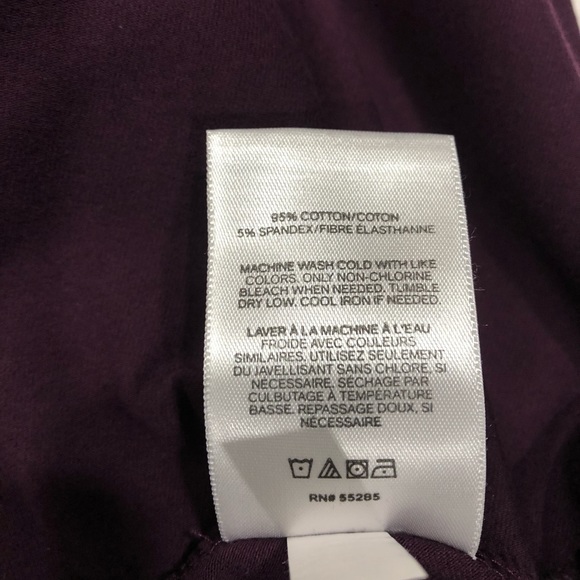 95% COTTON/COTON
5% SPANDEX/FIBRE ÉLASTHANNE
MACHINE WASH COLD WITH LIKE
COLORS. ONLY NON-CHLORINE
BLEACH WHEN NEEDED. TUMBLE
DRY LOW. COOL IRON IF NEEDED.
LAVER À LA MACHINE À L'EAU
FROIDE AVEC COULEURS
SIMILAIRES. UTILISEZ SEULEMENT
DU JAVELLISANT SANS CHLORE, SI
NÉCESSAIRE. SÉCHAGE PAR
CULBUTAGE À TEMPÉRATURE
BASSE. REPASSAGE DOUX, SI
NÉCESSAIRE
RN# 55285